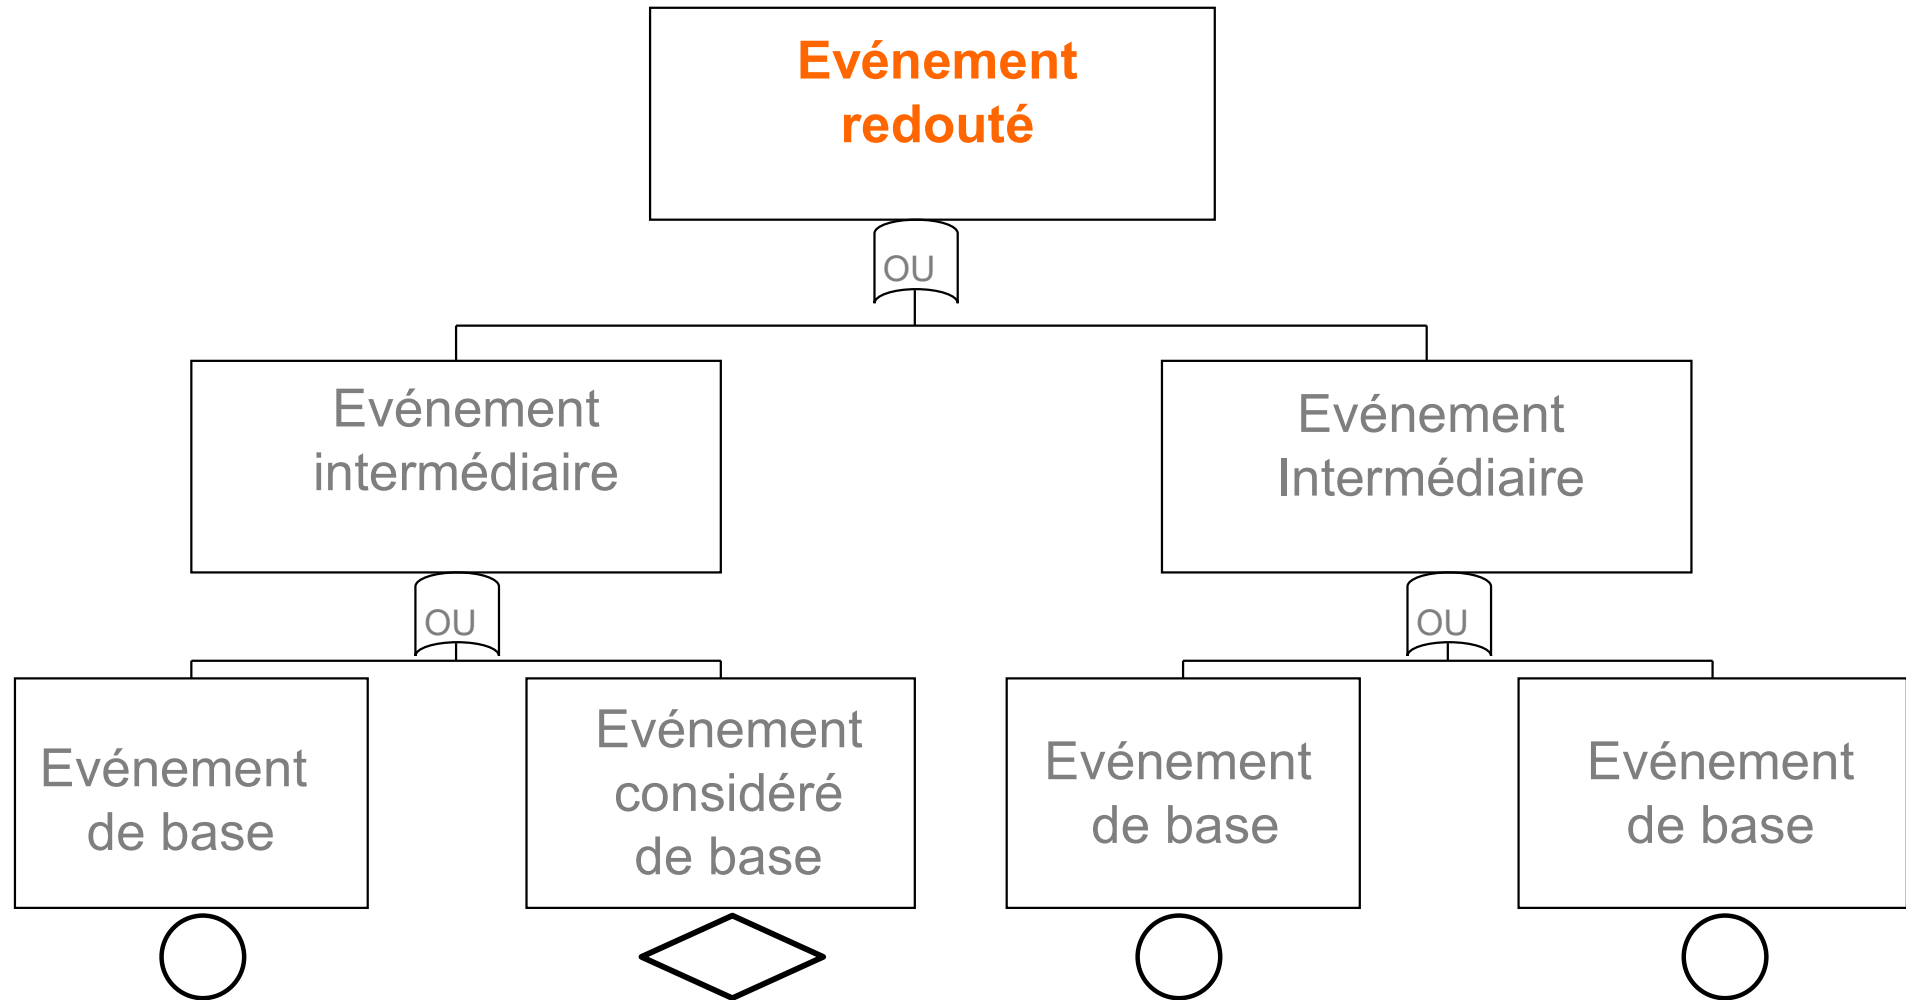 Evénement
redouté
OU
Evénement
intermédiaire
Evénement
Intermédiaire
OU
OU
Evénement
de base
Evénement
considéré
de base
Evénement
de base
Evénement
de base